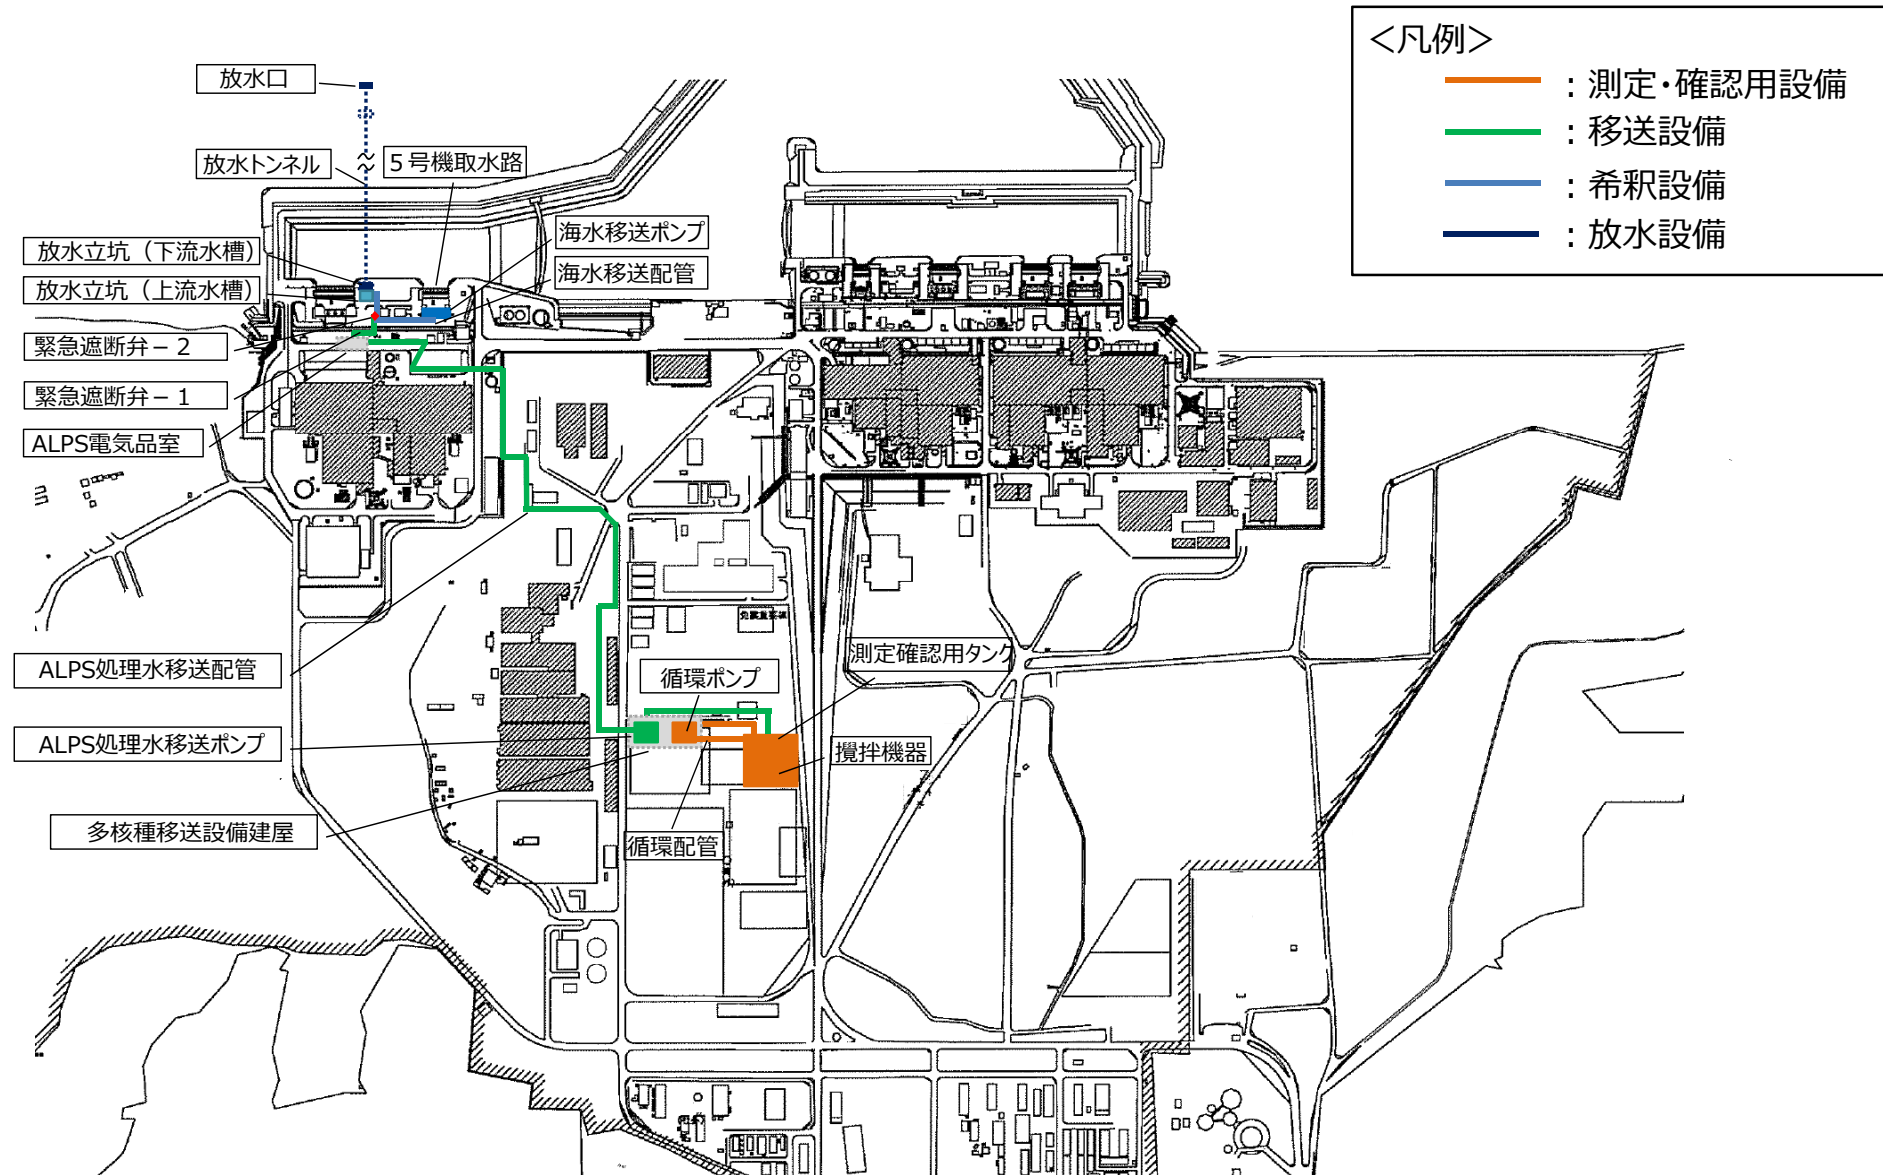 <凡例>
：測定・確認用設備
：移送設備
：希釈設備
：放水設備
放水口
放水トンネル
５号機取水路
海水移送ポンプ
海水移送配管
放水立坑（下流水槽）
放水立坑（上流水槽）
緊急遮断弁－２
緊急遮断弁－１
ALPS電気品室
ALPS処理水移送配管
循環ポンプ
測定確認用タンク
ALPS処理水移送ポンプ
攪拌機器
多核種移送設備建屋
循環配管